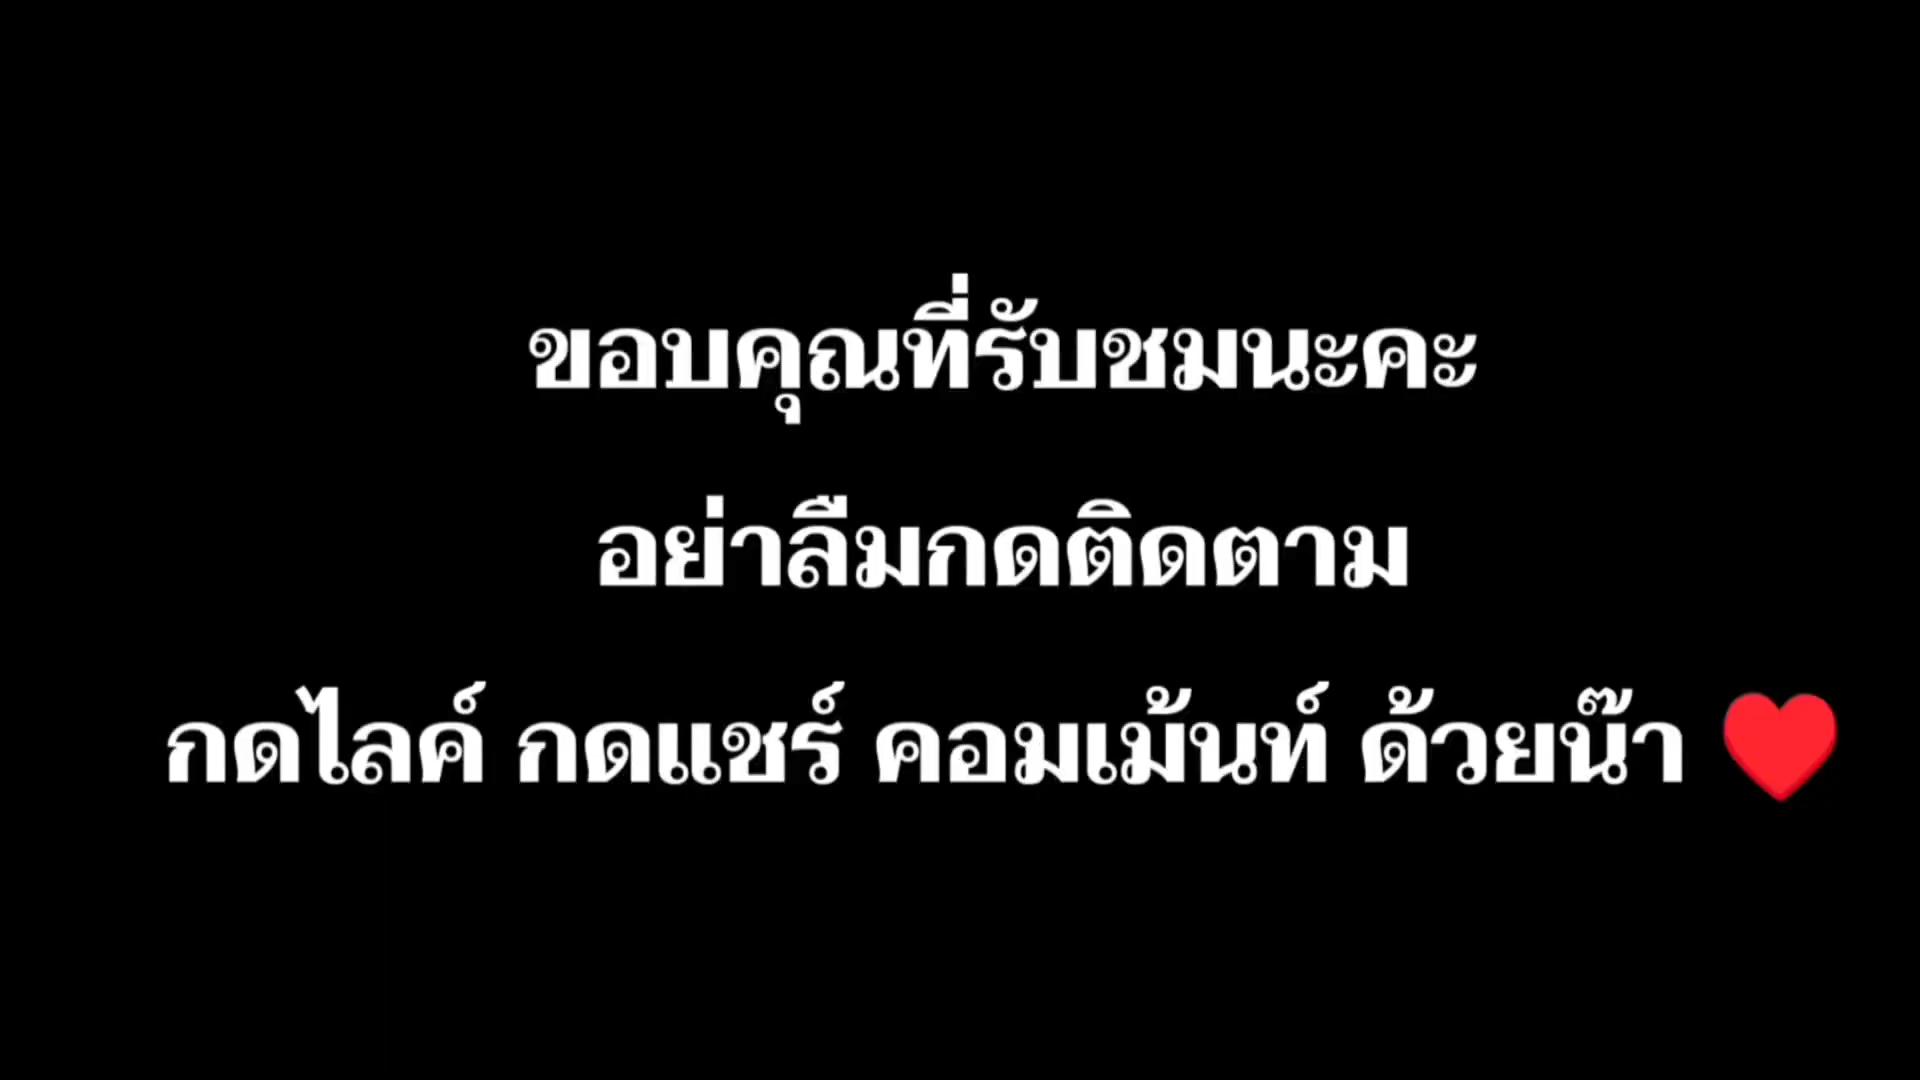 ขอบคุณที่รับชมนะคะ
อย่าลืมกดติดตาม
กดไลค์ กดแชร์ คอมเม้นท์ ด้วยน๊า ♥